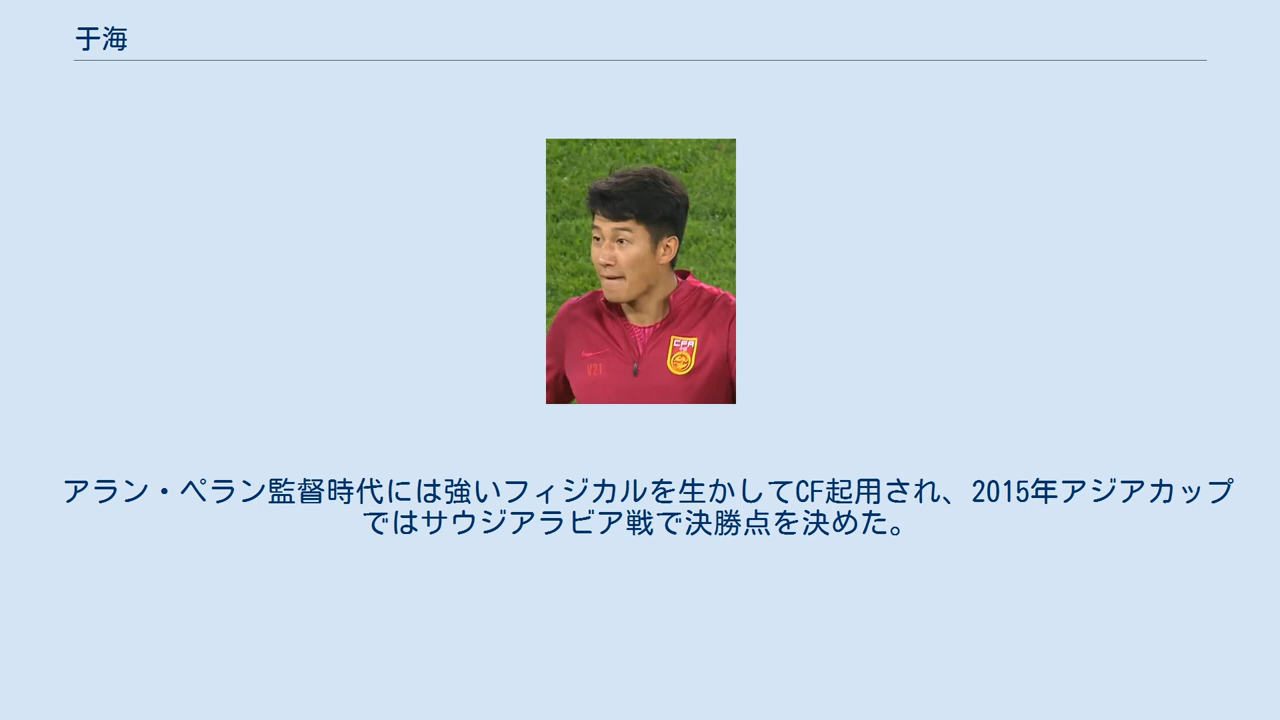 于海
CFA
V21
アラン・ペラン監督時代には強いフィジカルを生かしてCF起用され、2015年アジアカップ
ではサウジアラビア戦で決勝点を決めた。